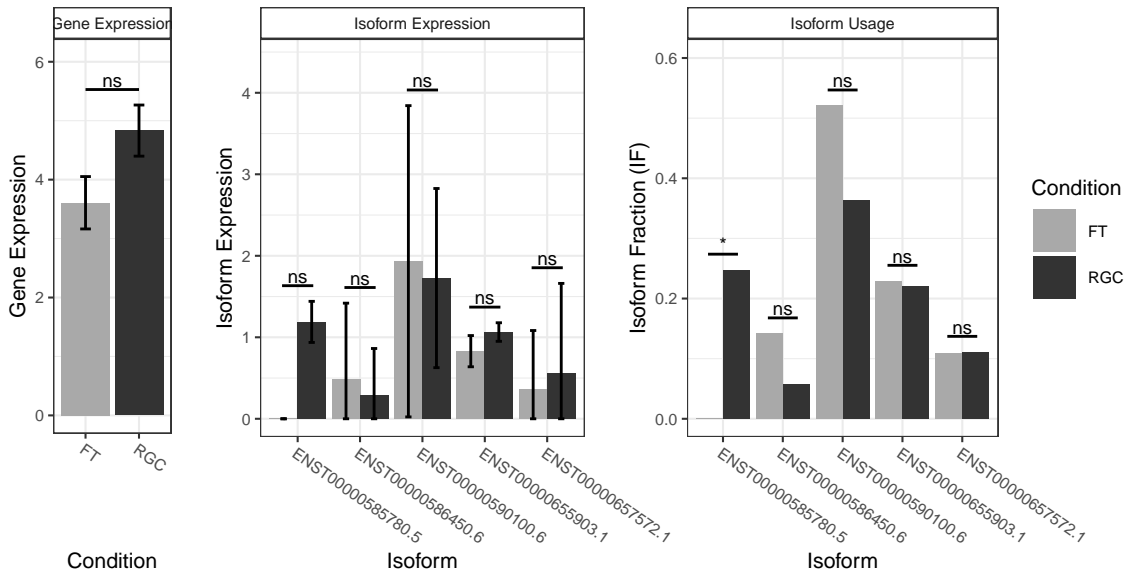 Gene Expression
Gene Expression
0
2
4
6
ns
FT
RGC
Condition
Isoform Expression
Isoform Expression
0
1
2
3
4
ns
ns
ns
ns
ns
ENST00000585780.5
ENST00000586450.6
ENST00000590100.6
ENST00000655903.1
ENST00000657572.1
Isoform
Isoform Usage
Isoform Fraction (IF)
0.0
0.2
0.4
0.6
*
ns
ns
ns
ns
ENST00000585780.5
ENST00000586450.6
ENST00000590100.6
ENST00000655903.1
ENST00000657572.1
Isoform
Condition
FT
RGC